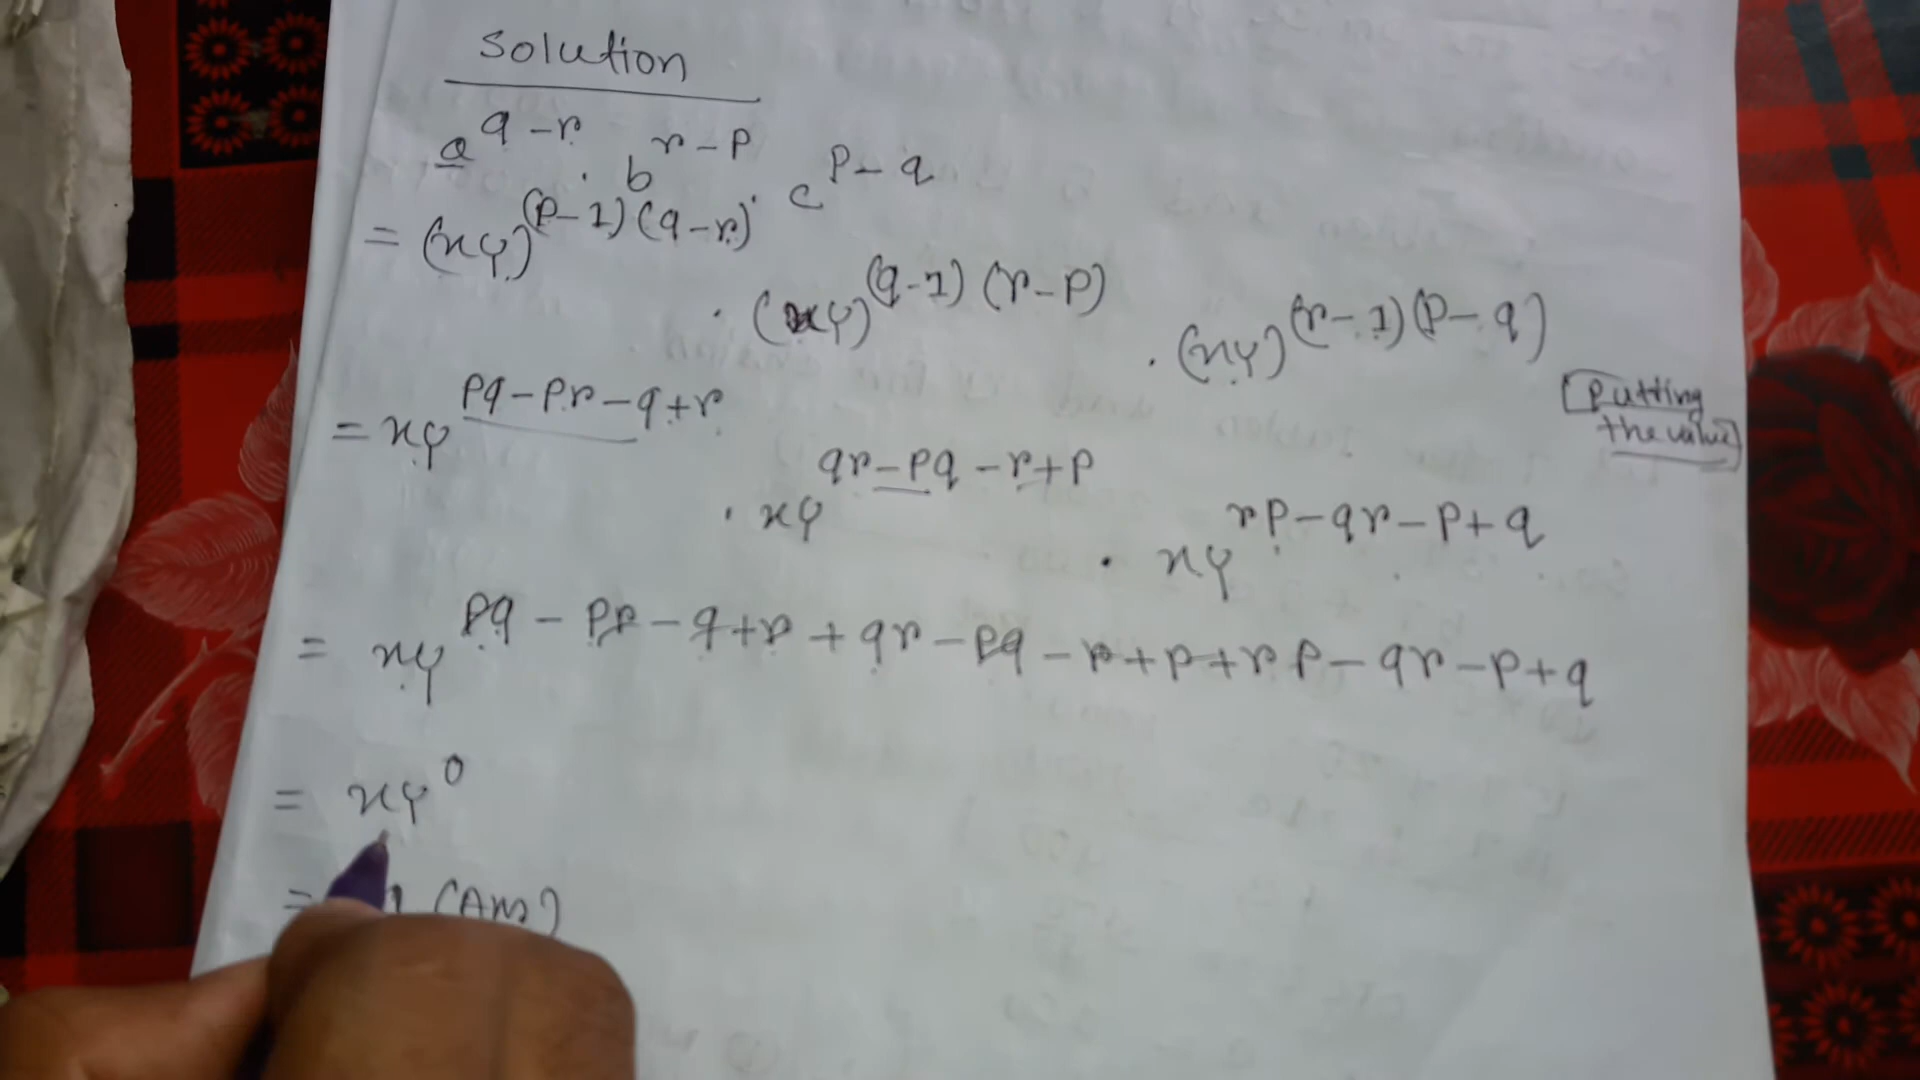 Solution
a^{q-r} . b^{r-p} . c^{p-q}
= (xy)^{(p-1)(q-r)} . (xy)^{(q-1)(r-p)} . (xy)^{(r-1)(p-q)}
[Putting
the value]
= xy^{pq-pr-q+r} . xy^{qr-pq-r+p} . xy^{rp-qr-p+q}
= xy^{pq-pr-q+r+qr-pq-r+p+rp-qr-p+q}
= xy^0
= 1 (Ans)